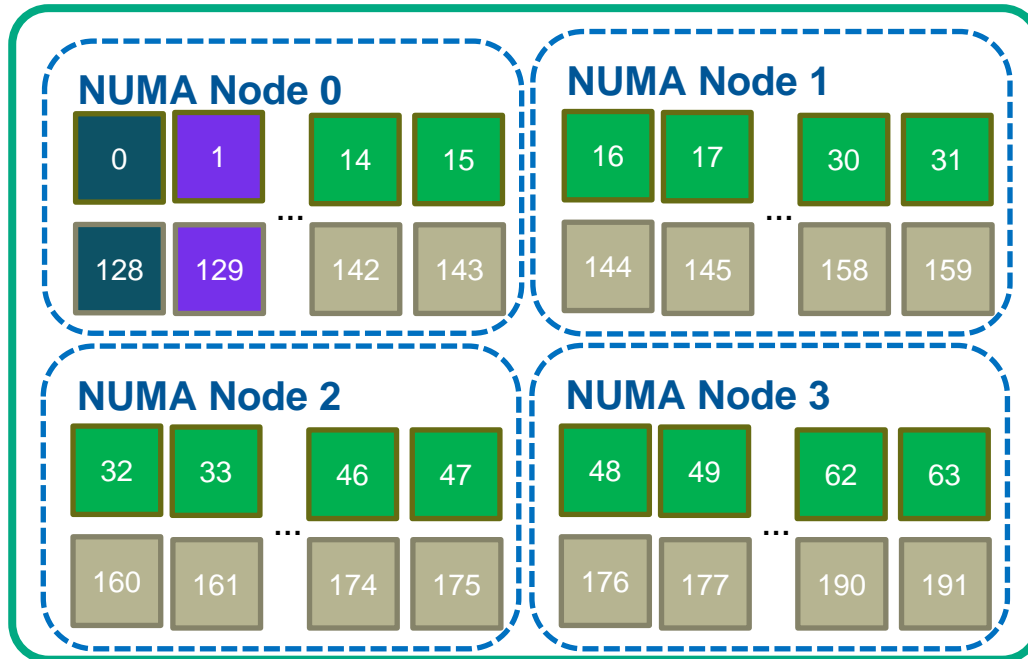 NUMA Node 0
0 1 14 15
...
128 129 142 143
NUMA Node 1
16 17 30 31
...
144 145 158 159
NUMA Node 2
32 33 46 47
...
160 161 174 175
NUMA Node 3
48 49 62 63
...
176 177 190 191